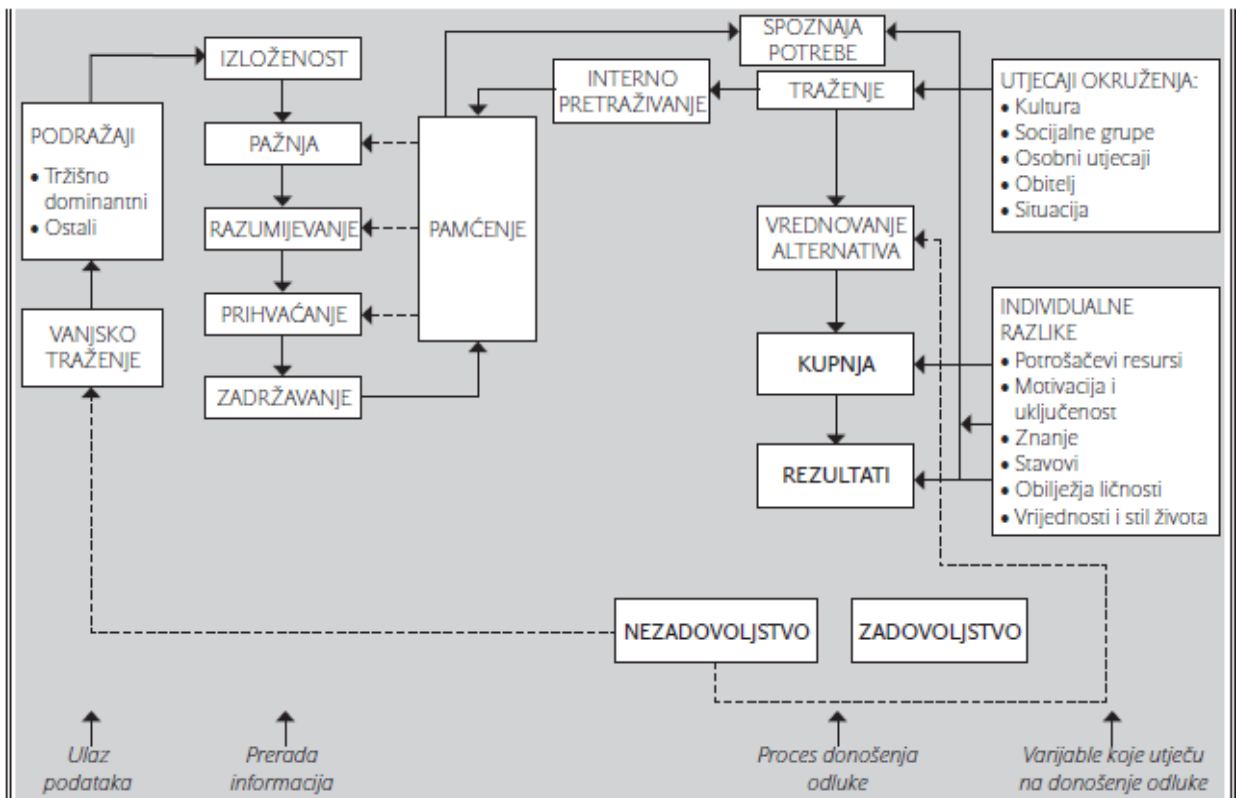 PODRAŽAJI
• Tržišno
dominantni
• Ostali
VANJSKO
TRAŽENJE
IZLOŽENOST
PAŽNJA
RAZUMIJEVANJE
PRIHVAĆANJE
ZADRŽAVANJE
PAMĆENJE
INTERNO
PRETRAŽIVANJE
SPOZNAJA
POTREBE
TRAŽENJE
VREDNOVANJE
ALTERNATIVA
KUPNJA
REZULTATI
UTJECAJI OKRUŽENJA:
• Kultura
• Socijalne grupe
• Osobni utjecaji
• Obitelj
• Situacija
INDIVIDUALNE
RAZLIKE
• Potrošačevi resursi
• Motivacija i
uključenost
• Znanje
• Stavovi
• Obilježja ličnosti
• Vrijednosti i stil života
NEZADOVOLJSTVO
ZADOVOLJSTVO
Ulaz
podataka
Prerada
informacija
Proces donošenja
odluke
Varijable koje utječu
na donošenje odluke